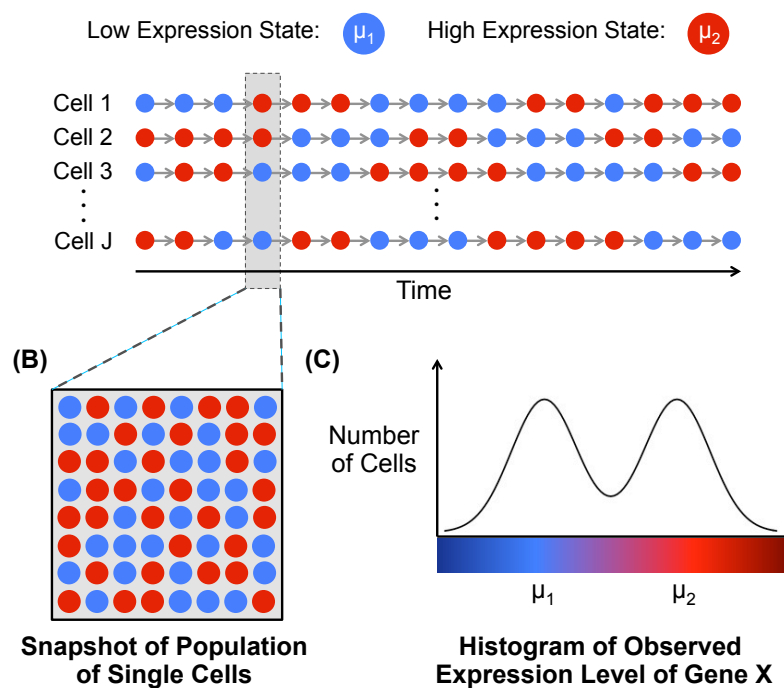 Low Expression State: μ₁ High Expression State: μ₂
Cell 1
Cell 2
Cell 3
Cell J
Time
(B)
Snapshot of Population
of Single Cells
(C)
Number
of Cells
μ₁ μ₂
Histogram of Observed
Expression Level of Gene X